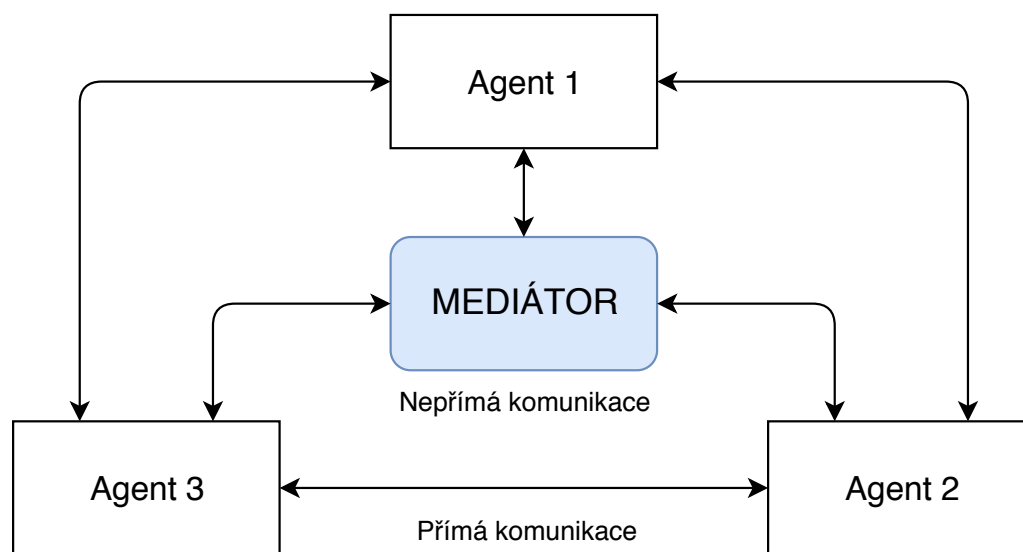 Agent 1
MEDIÁTOR
Nepřímá komunikace
Agent 3
Agent 2
Přímá komunikace